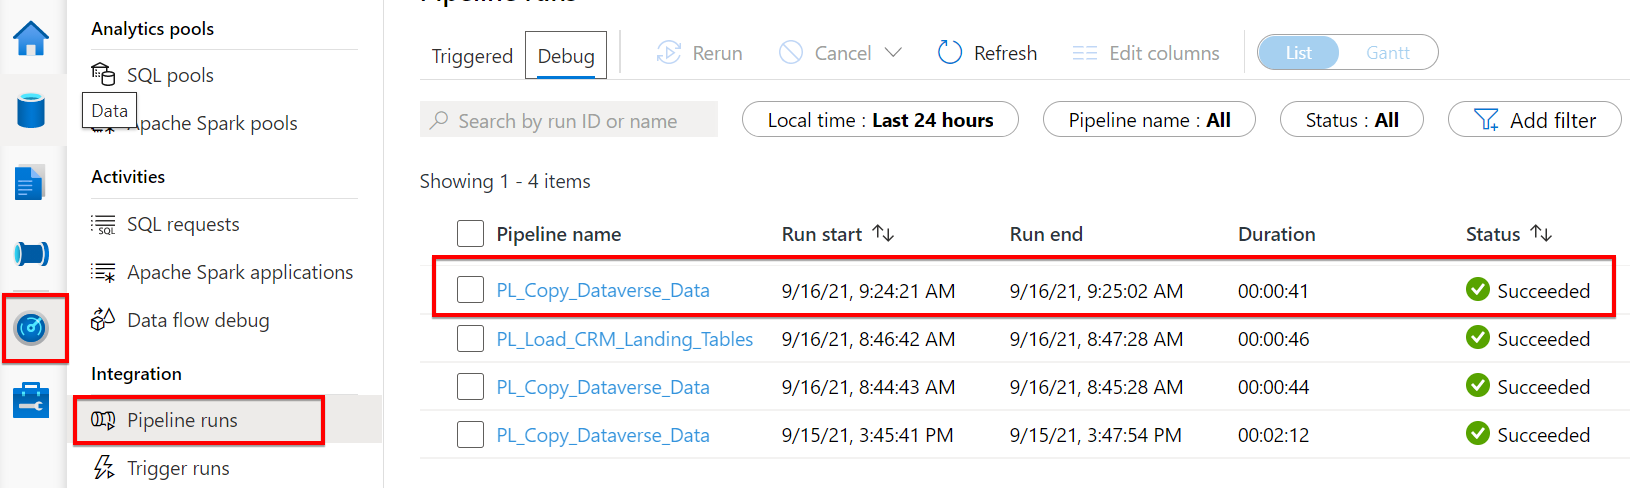 Analytics pools
SQL pools
Data
Apache Spark pools
Activities
SQL requests
Apache Spark applications
Data flow debug
Integration
Pipeline runs
Trigger runs
Pipeline runs
Triggered Debug Rerun Cancel Refresh Edit columns List Gantt
Search by run ID or name Local time : Last 24 hours Pipeline name : All Status : All Add filter
Showing 1 - 4 items
Pipeline name Run start Run end Duration Status
PL_Copy_Dataverse_Data 9/16/21, 9:24:21 AM 9/16/21, 9:25:02 AM 00:00:41 Succeeded
PL_Load_CRM_Landing_Tables 9/16/21, 8:46:42 AM 9/16/21, 8:47:28 AM 00:00:46 Succeeded
PL_Copy_Dataverse_Data 9/16/21, 8:44:43 AM 9/16/21, 8:45:28 AM 00:00:44 Succeeded
PL_Copy_Dataverse_Data 9/15/21, 3:45:41 PM 9/15/21, 3:47:54 PM 00:02:12 Succeeded